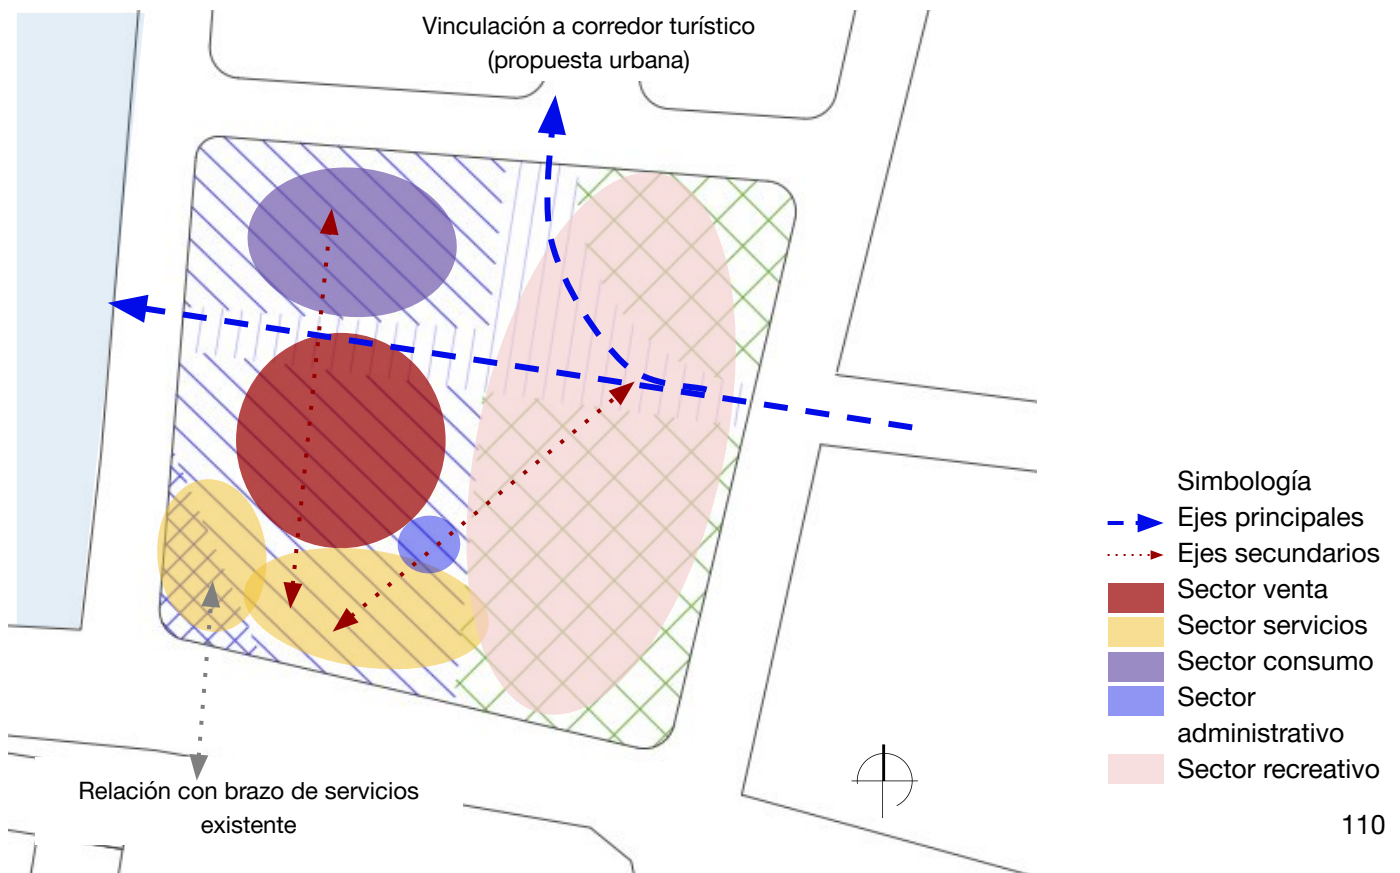 Vinculación a corredor turístico
(propuesta urbana)
Simbología
Ejes principales
Ejes secundarios
Sector venta
Sector servicios
Sector consumo
Sector
administrativo
Sector recreativo
Relación con brazo de servicios
existente
110